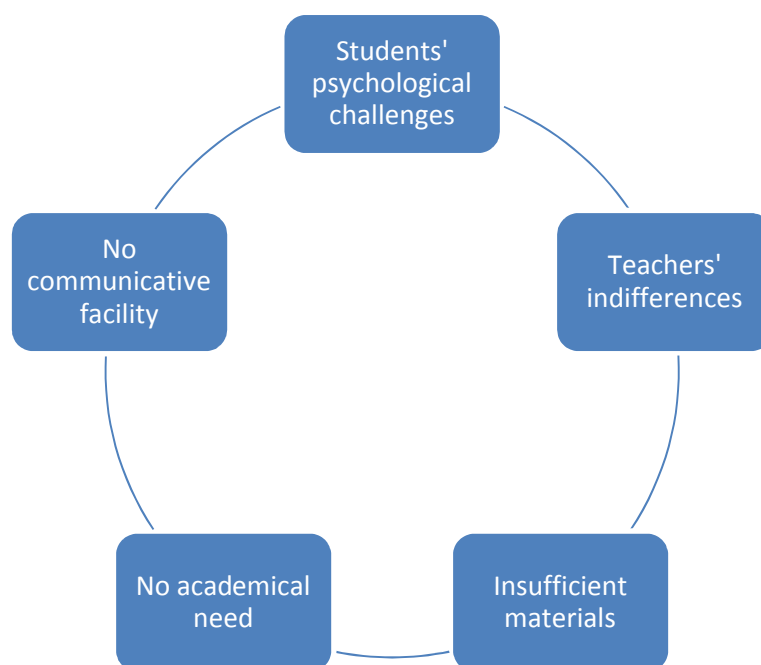 Students'
psychological
challenges
Teachers'
indifferences
Insufficient
materials
No academical
need
No
communicative
facility